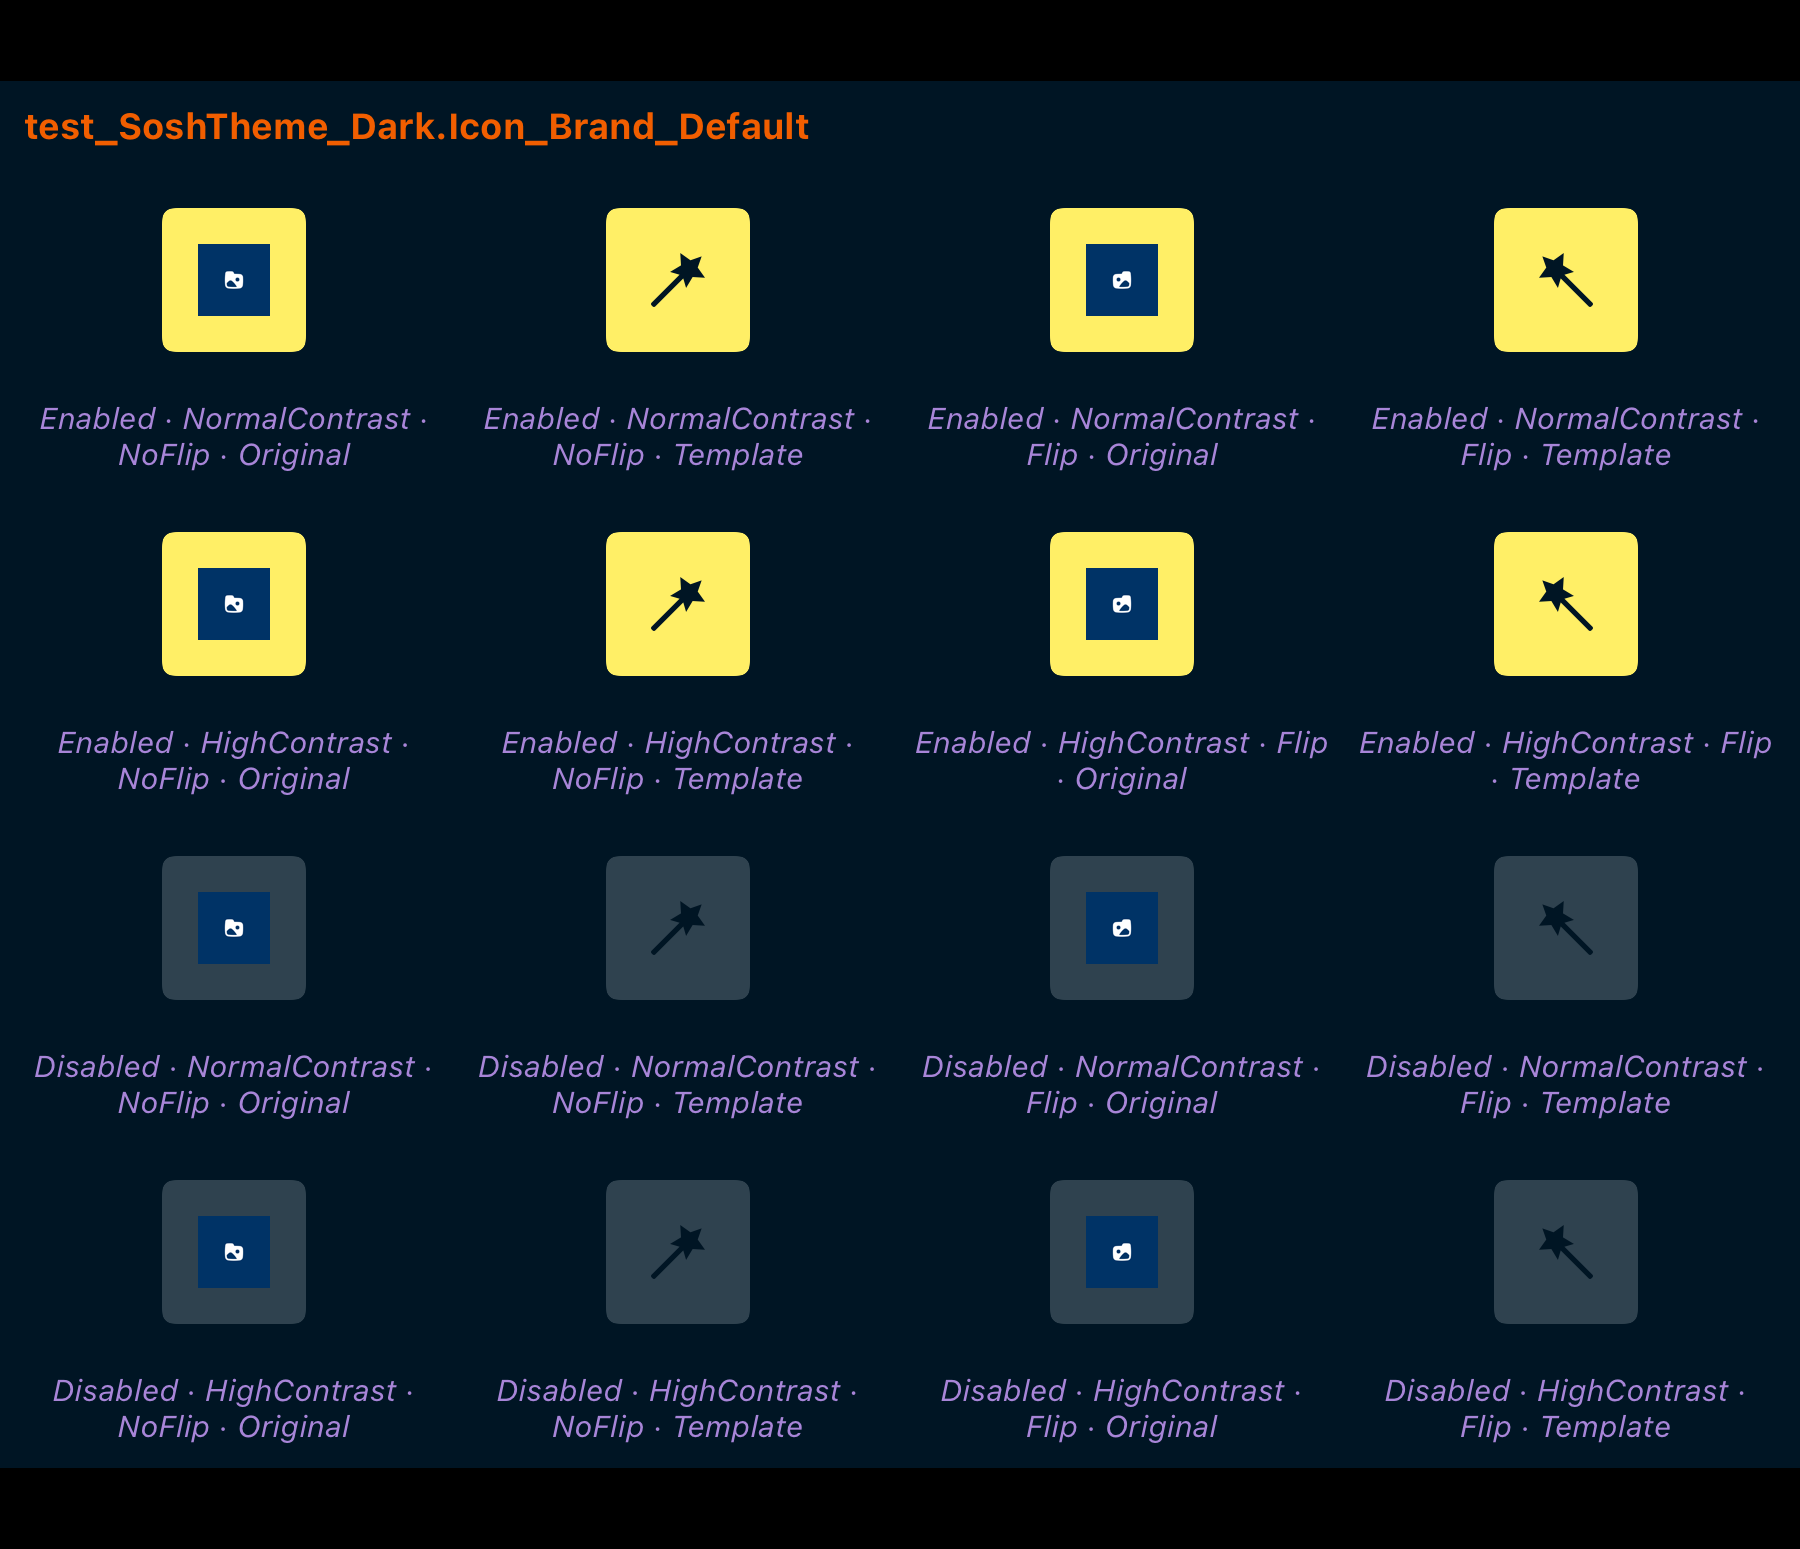 test_SoshTheme_Dark.Icon_Brand_Default
Enabled · NormalContrast ·
NoFlip · Original
Enabled · NormalContrast ·
NoFlip · Template
Enabled · NormalContrast ·
Flip · Original
Enabled · NormalContrast ·
Flip · Template
Enabled · HighContrast ·
NoFlip · Original
Enabled · HighContrast ·
NoFlip · Template
Enabled · HighContrast · Flip
· Original
Enabled · HighContrast · Flip
· Template
Disabled · NormalContrast ·
NoFlip · Original
Disabled · NormalContrast ·
NoFlip · Template
Disabled · NormalContrast ·
Flip · Original
Disabled · NormalContrast ·
Flip · Template
Disabled · HighContrast ·
NoFlip · Original
Disabled · HighContrast ·
NoFlip · Template
Disabled · HighContrast ·
Flip · Original
Disabled · HighContrast ·
Flip · Template